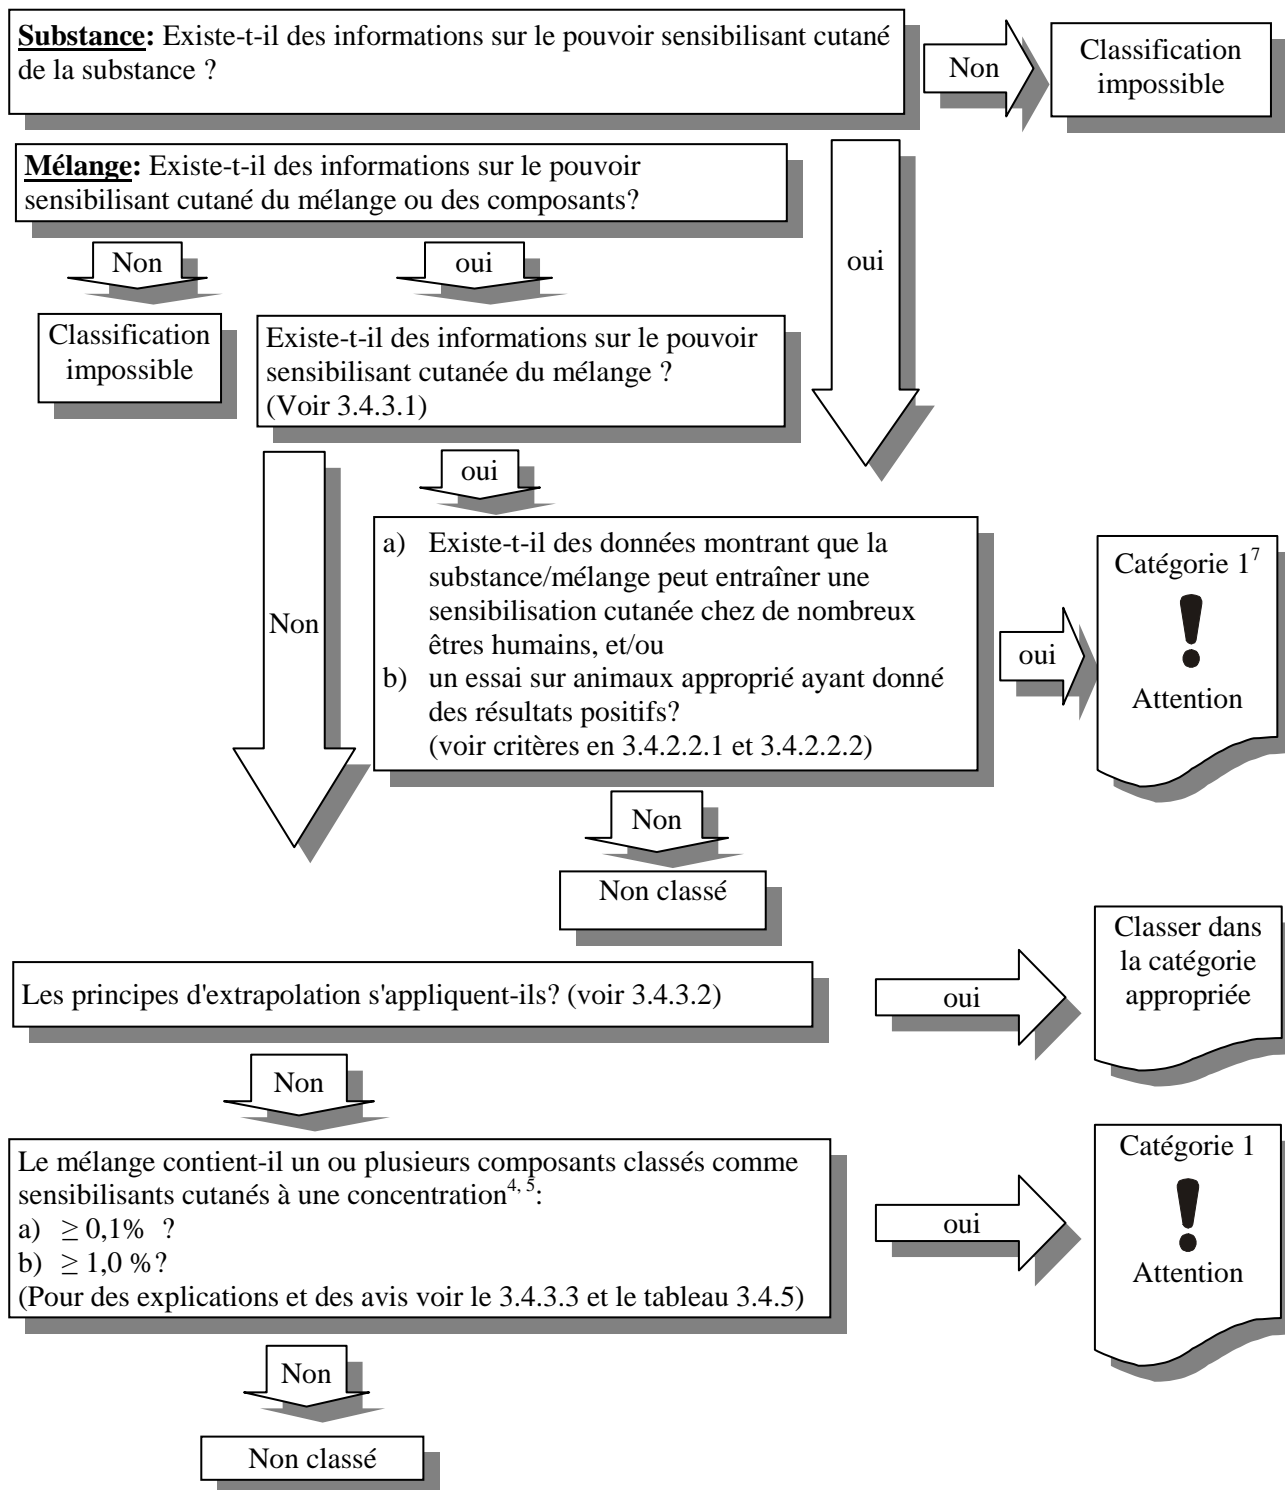 Substance: Existe-t-il des informations sur le pouvoir sensibilisant cutané
de la substance ?
Non
Classification
impossible
Mélange: Existe-t-il des informations sur le pouvoir
sensibilisant cutané du mélange ou des composants?
oui
Non
oui
Classification
impossible
Existe-t-il des informations sur le pouvoir
sensibilisant cutanée du mélange ?
(Voir 3.4.3.1)
oui
Non
a) Existe-t-il des données montrant que la
substance/mélange peut entraîner une
sensibilisation cutanée chez de nombreux
êtres humains, et/ou
b) un essai sur animaux approprié ayant donné
des résultats positifs?
(voir critères en 3.4.2.2.1 et 3.4.2.2.2)
oui
Catégorie 1⁷
!
Attention
Non
Non classé
Les principes d'extrapolation s'appliquent-ils? (voir 3.4.3.2)
oui
Classer dans
la catégorie
appropriée
Non
Le mélange contient-il un ou plusieurs composants classés comme
sensibilisants cutanés à une concentration⁴, ⁵:
a) ≥ 0,1% ?
b) ≥ 1,0 %?
(Pour des explications et des avis voir le 3.4.3.3 et le tableau 3.4.5)
oui
Catégorie 1
!
Attention
Non
Non classé